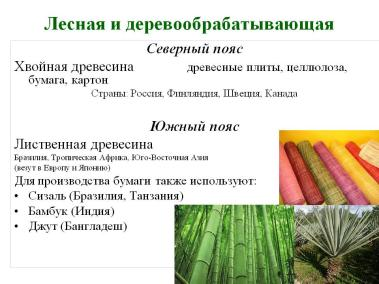 Лесная и деревообрабатывающая
Северный пояс
Хвойная древесина древесные плиты, целлюлоза,
бумага, картон
Страны: Россия, Финляндия, Швеция, Канада
Южный пояс
Лиственная древесина
Бразилия, Тропическая Африка, Юго-Восточная Азия
(везут в Европу и Японию)
Для производства бумаги также используют:
• Сизаль (Бразилия, Танзания)
• Бамбук (Индия)
• Джут (Бангладеш)